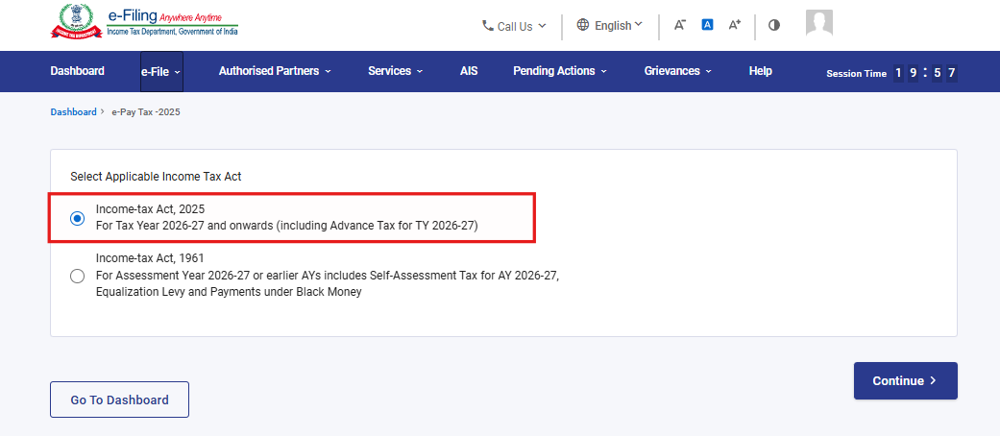 e-Filing Anywhere Anytime
Income Tax Department, Government of India
Call Us
English
A-
A
A+
Dashboard
e-File
Authorised Partners
Services
AIS
Pending Actions
Grievances
Help
Session Time 1 9 : 5 7
Dashboard > e-Pay Tax -2025
Select Applicable Income Tax Act
Income-tax Act, 2025
For Tax Year 2026-27 and onwards (including Advance Tax for TY 2026-27)
Income-tax Act, 1961
For Assessment Year 2026-27 or earlier AYs includes Self-Assessment Tax for AY 2026-27,
Equalization Levy and Payments under Black Money
Go To Dashboard
Continue >